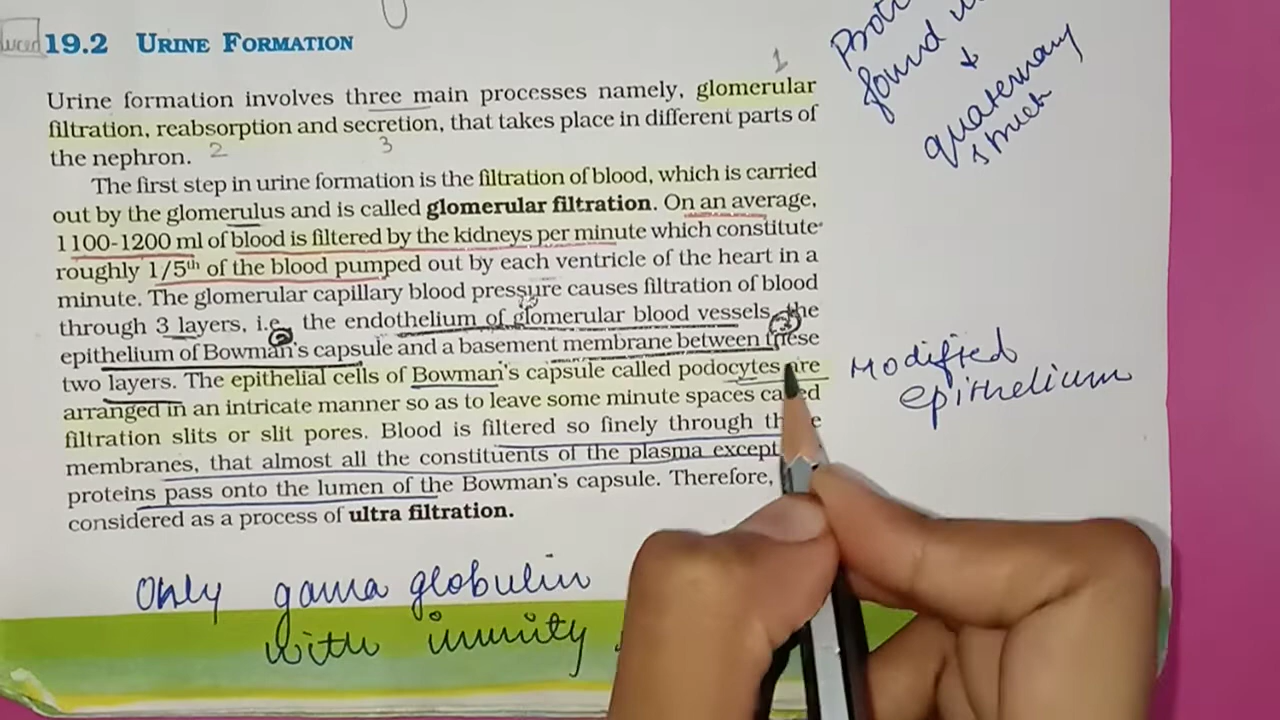 19.2 URINE FORMATION
1
Urine formation involves three main processes namely, glomerular
filtration, reabsorption and secretion, that takes place in different parts of
the nephron. 2 3
The first step in urine formation is the filtration of blood, which is carried
out by the glomerulus and is called glomerular filtration. On an average,
1100-1200 ml of blood is filtered by the kidneys per minute which constitute
roughly 1/5th of the blood pumped out by each ventricle of the heart in a
minute. The glomerular capillary blood pressure causes filtration of blood
through 3 layers, i.e., the endothelium of glomerular blood vessels, the
epithelium of Bowman's capsule and a basement membrane between these
two layers. The epithelial cells of Bowman's capsule called podocytes are
arranged in an intricate manner so as to leave some minute spaces called
filtration slits or slit pores. Blood is filtered so finely through
membranes, that almost all the constituents of the plasma except
proteins pass onto the lumen of the Bowman's capsule. Therefore,
considered as a process of ultra filtration.
found
quaternary
Modified
epithelium
Only gama globulin
with immunity